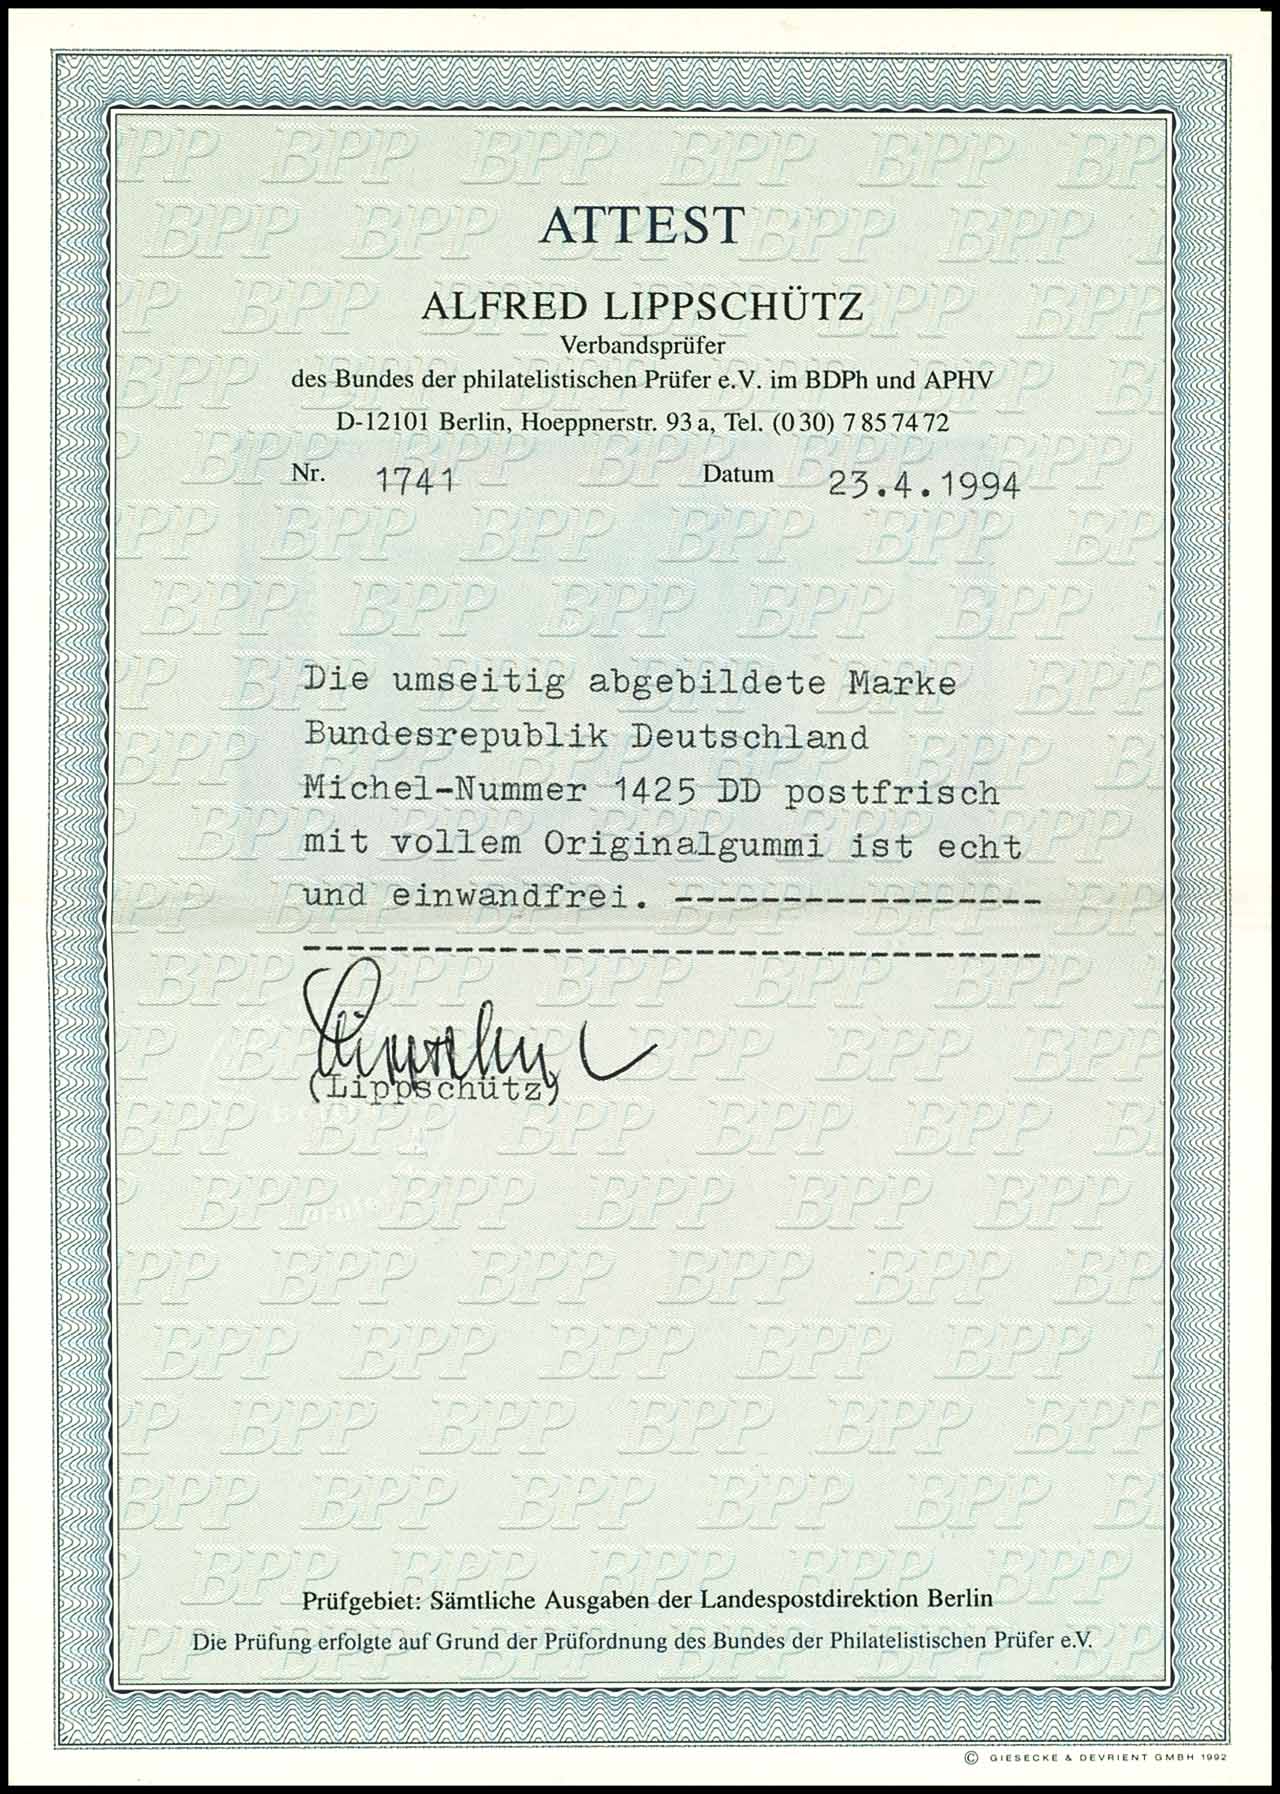 ATTEST
ALFRED LIPPSCHÜTZ
Verbandsprüfer
des Bundes der philatelistischen Prüfer e.V. im BDPh und APHV
D-12101 Berlin, Hoeppnerstr. 93 a, Tel. (0 30) 7 85 74 72
Nr. 1741 Datum 23.4.1994
Die umseitig abgebildete Marke
Bundesrepublik Deutschland
Michel-Nummer 1425 DD postfrisch
mit vollem Originalgummi ist echt
und einwandfrei. -----------------
----------------------------------
(Lippschütz)
Prüfgebiet: Sämtliche Ausgaben der Landespostdirektion Berlin
Die Prüfung erfolgte auf Grund der Prüfordnung des Bundes der Philatelistischen Prüfer e.V.
© GIESECKE & DEVRIENT GMBH 1992